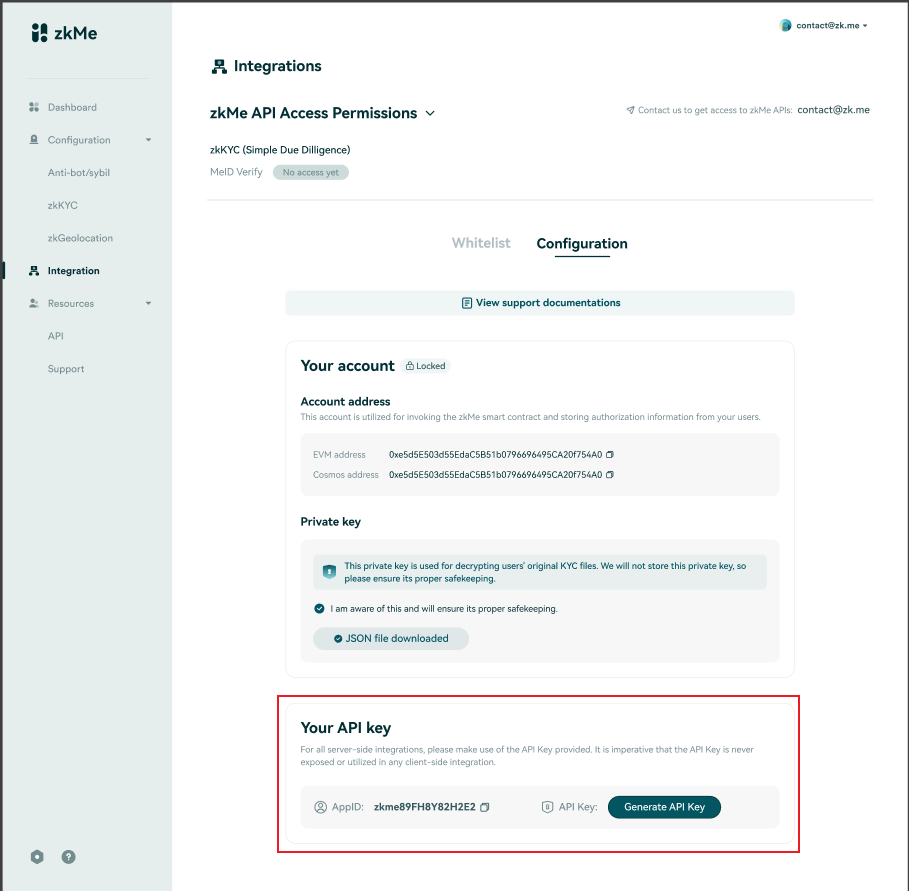 zkMe
contact@zk.me
Dashboard
Configuration
Anti-bot/sybil
zkKYC
zkGeolocation
Integration
Resources
API
Support
Integrations
zkMe API Access Permissions
Contact us to get access to zkMe APIs: contact@zk.me
zkKYC (Simple Due Dilligence)
MeID Verify No access yet
Whitelist Configuration
View support documentations
Your account Locked
Account address
This account is utilized for invoking the zkMe smart contract and storing authorization information from your users.
EVM address 0xe5d5E503d55EdaC5B51b0796696495CA20f754A0
Cosmos address 0xe5d5E503d55EdaC5B51b0796696495CA20f754A0
Private key
This private key is used for decrypting users' original KYC files. We will not store this private key, so
please ensure its proper safekeeping.
I am aware of this and will ensure its proper safekeeping.
JSON file downloaded
Your API key
For all server-side integrations, please make use of the API Key provided. It is imperative that the API Key is never
exposed or utilized in any client-side integration.
AppID: zkme89FH8Y82H2E2 API Key: Generate API Key